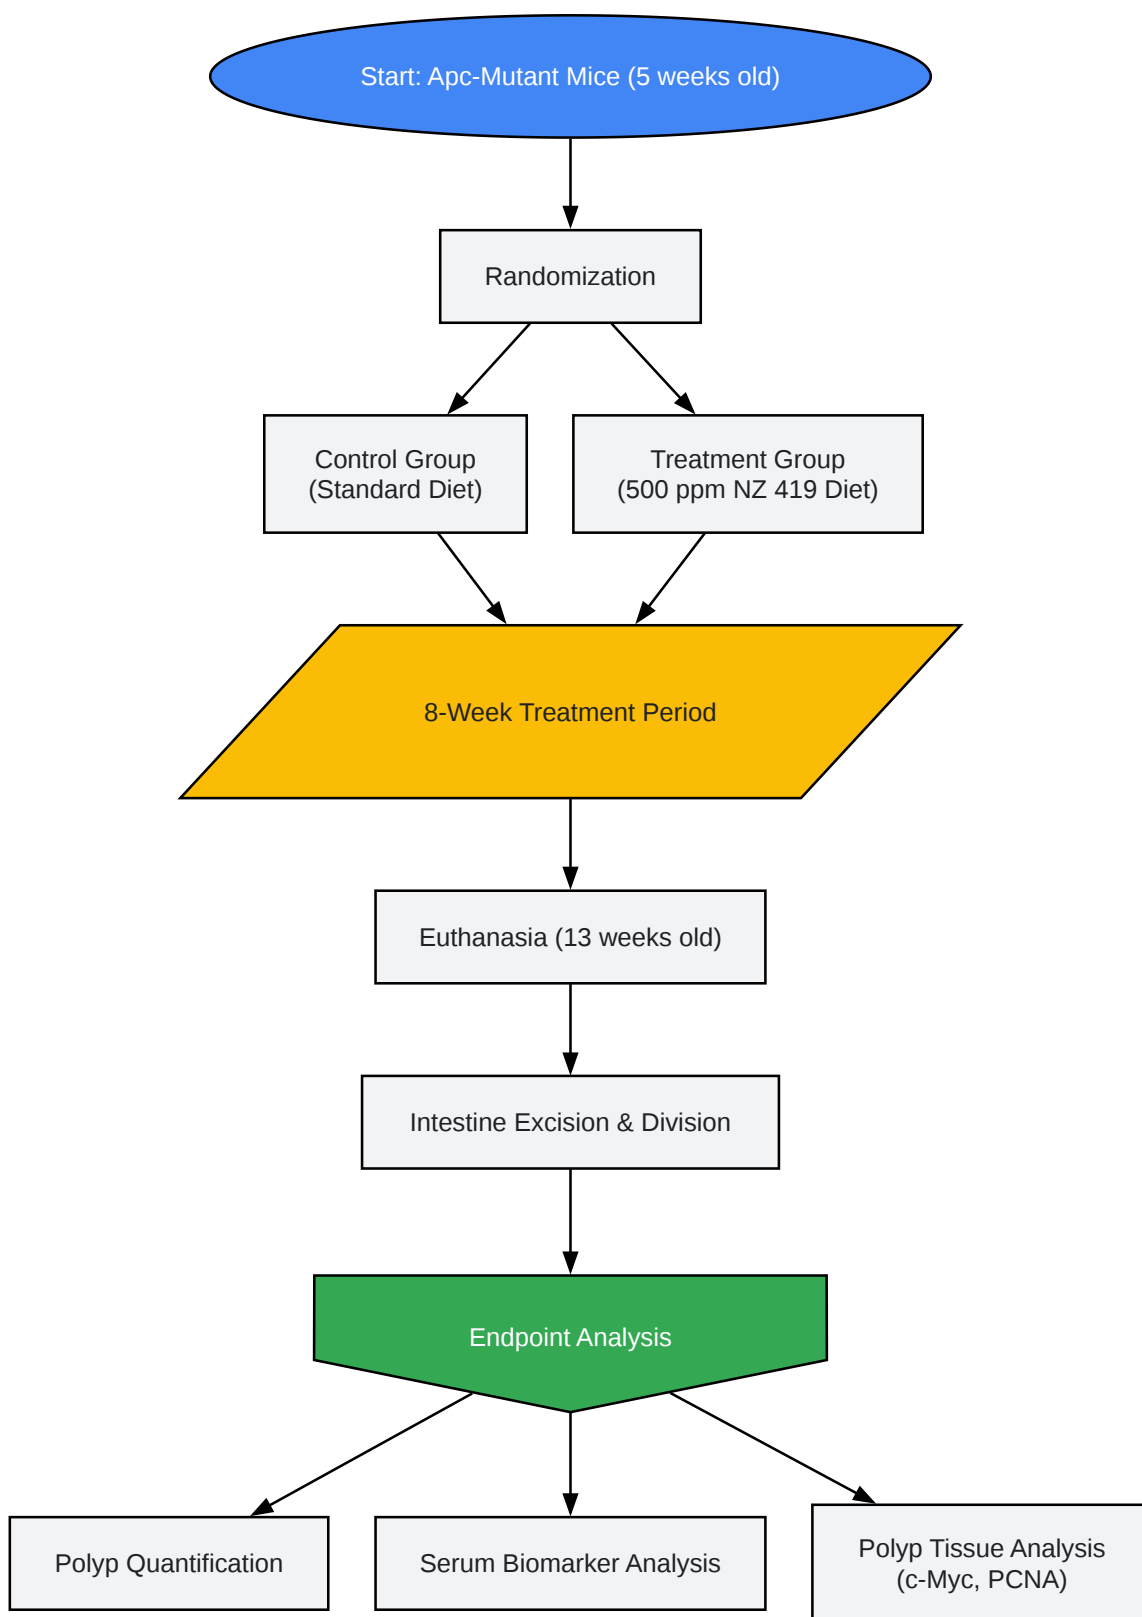 Start: Apc-Mutant Mice (5 weeks old)
Randomization
Control Group
(Standard Diet)
Treatment Group
(500 ppm NZ 419 Diet)
8-Week Treatment Period
Euthanasia (13 weeks old)
Intestine Excision & Division
Endpoint Analysis
Polyp Quantification
Serum Biomarker Analysis
Polyp Tissue Analysis
(c-Myc, PCNA)